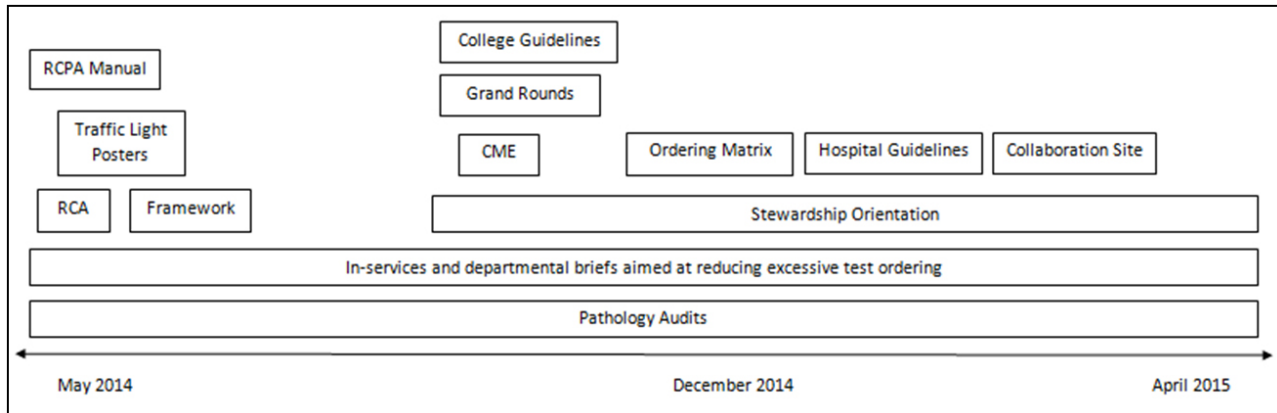 College Guidelines
RCPA Manual
Grand Rounds
Traffic Light
Posters
CME
Ordering Matrix
Hospital Guidelines
Collaboration Site
RCA
Framework
Stewardship Orientation
In-services and departmental briefs aimed at reducing excessive test ordering
Pathology Audits
May 2014
December 2014
April 2015